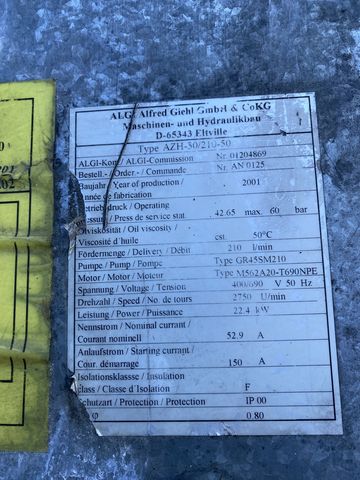 ALGI Alfred Giehl GmbH & CoKG
Maschinen- und Hydraulikbau
D-65343 Eltville
Type AZH-50/210-50
ALGI-Kom / ALGI-Commission Nr. 01204869
Bestell.- / Order.- / Commande Nr. AN 0125
Baujahr / Year of production / 2001
Année de fabrication
Betriebsdruck / Operating
pressure / Press de service stat. 42.65 max. 60 bar
Ölviskosität / Oil viscosity /
Viscosité d'huile cst. 50°C
Fördermenge / Delivery / Débit 210 l/min
Pumpe / Pump / Pompe Type GR45SM210
Motor / Motor / Moteur Type M562A20-T690NPE
Spannung / Voltage / Tension 400/690 V 50 Hz
Drehzahl / Speed / No. de tours 2750 U/min
Leistung / Power / Puissance 22.4 kW
Nennstrom / Nominal currant /
Courant nominell 52.9 A
Anlaufstrom / Starting currant /
Cour. démarrage 150 A
Isolationsklassse / Insulation
class / Classe d'Isolation F
Schutzart / Protection / Protection IP 00
φ 0.80